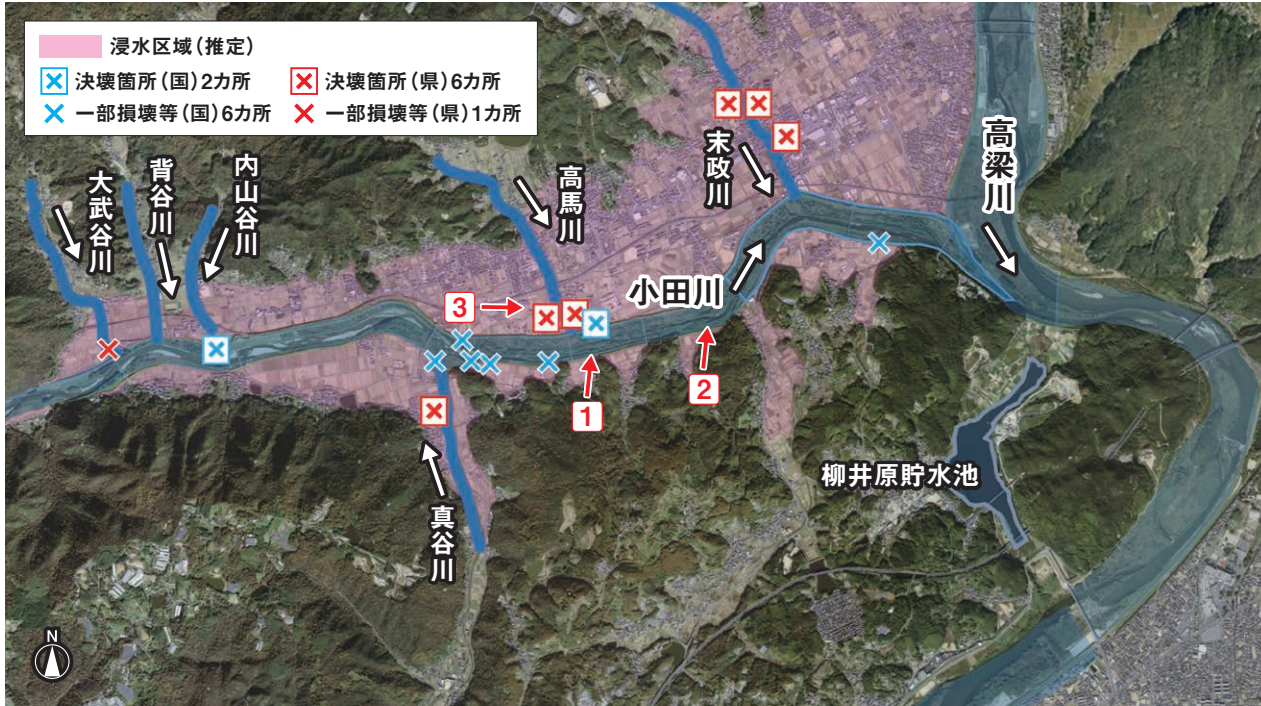 浸水区域(推定)
決壊箇所(国)2カ所
決壊箇所(県)6カ所
一部損壊等(国)6カ所
一部損壊等(県)1カ所
大武谷川
背谷川
内山谷川
高馬川
末政川
高梁川
小田川
3
1
2
真谷川
柳井原貯水池
N